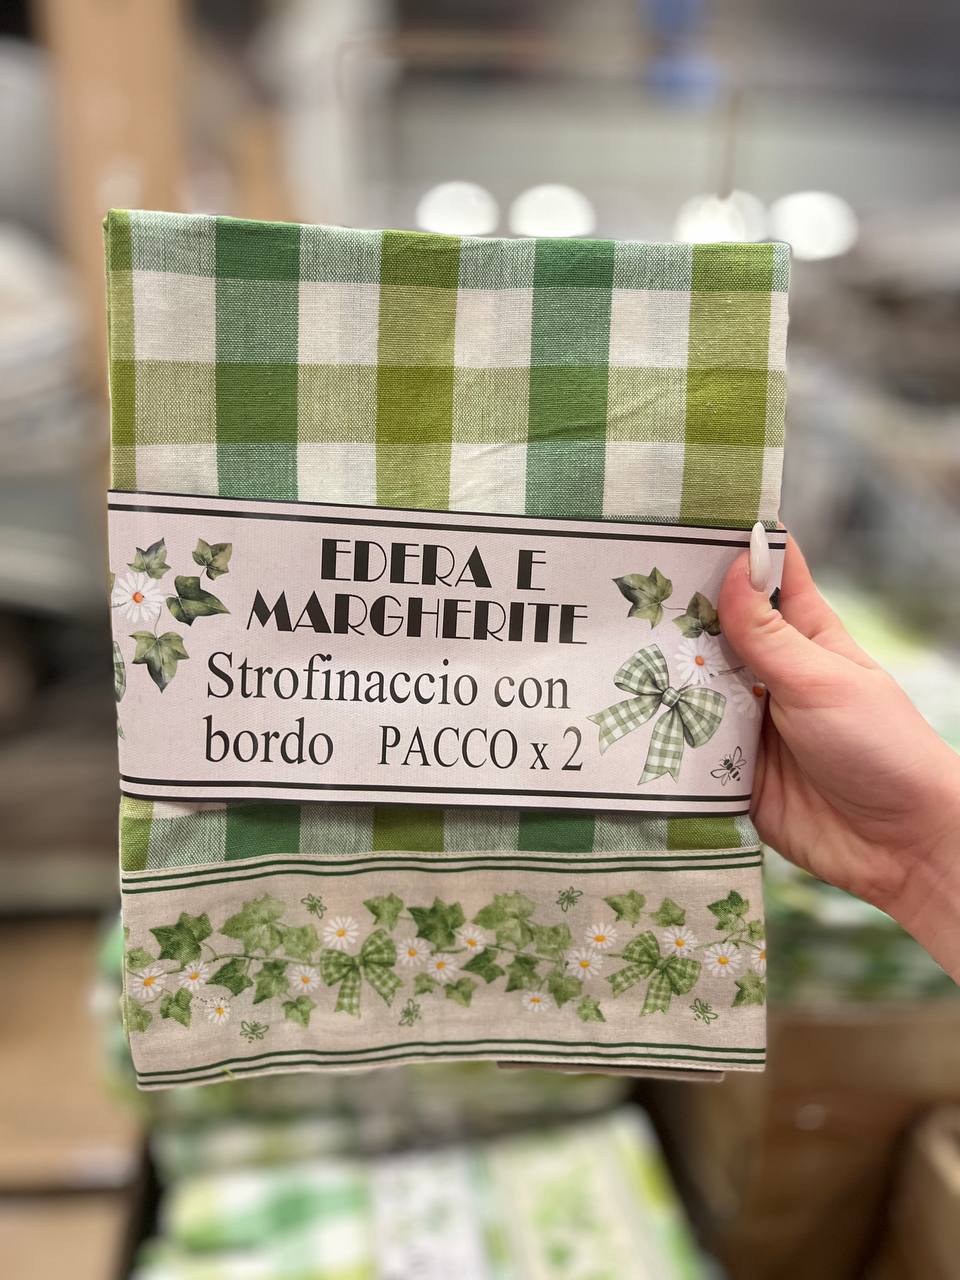 EDERA E
MARGHERITE
Strofinaccio con
bordo PACCO x 2